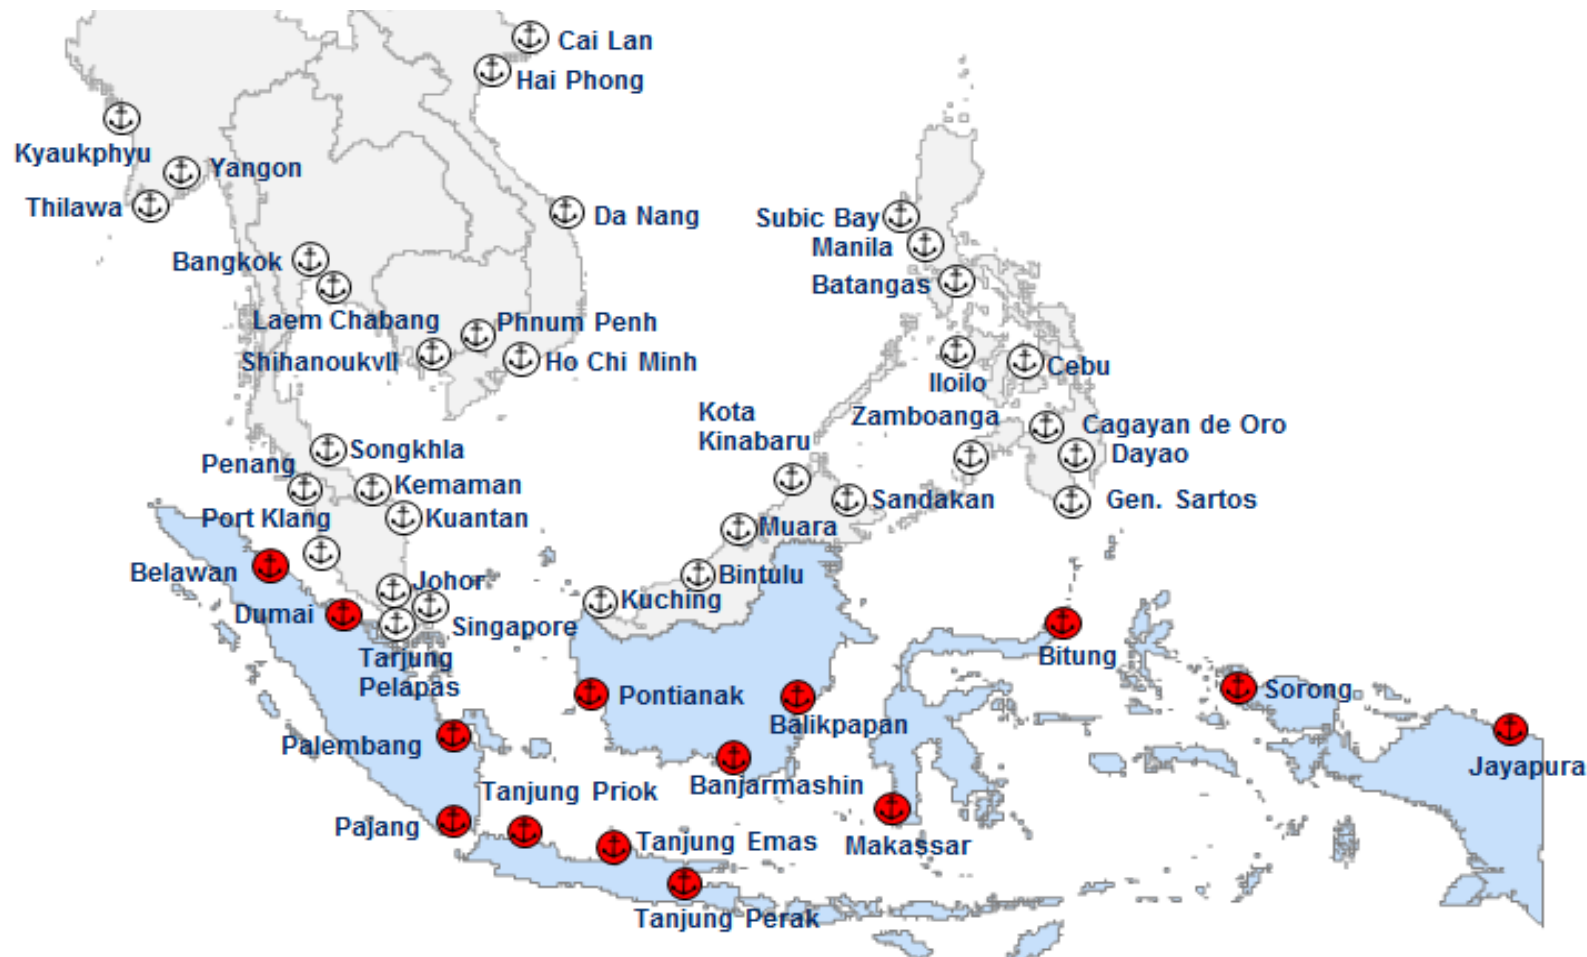 Cai Lan
Hai Phong
Kyaukphyu
Yangon
Thilawa
Da Nang
Subic Bay
Manila
Bangkok
Batangas
Laem Chabang
Phnum Penh
Shihanoukvll
Ho Chi Minh
Iloilo
Cebu
Kota
Kinabaru
Zamboanga
Cagayan de Oro
Dayao
Songkhla
Penang
Kemaman
Sandakan
Gen. Sartos
Port Klang
Kuantan
Muara
Belawan
Johor
Bintulu
Dumai
Kuching
Singapore
Tarjung
Pelapas
Bitung
Pontianak
Sorong
Balikpapan
Palembang
Jayapura
Banjarmashin
Tanjung Priok
Pajang
Tanjung Emas
Makassar
Tanjung Perak